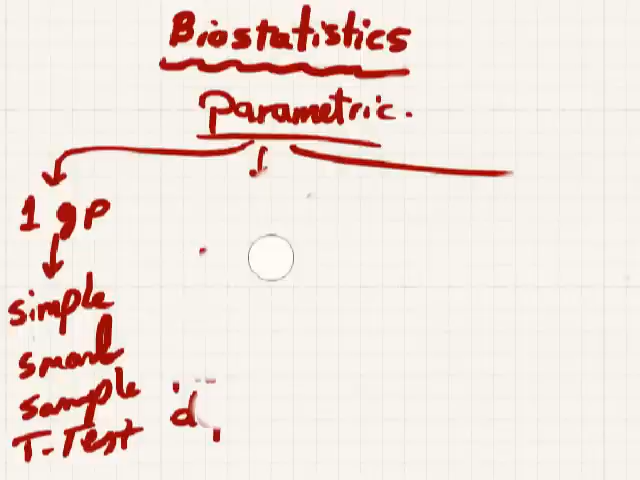 Biostatistics
Parametric.
1 gp
simple
small
sample
T-Test